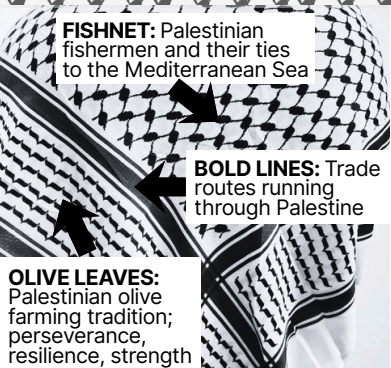 FISHNET: Palestinian
fishermen and their ties
to the Mediterranean Sea
BOLD LINES: Trade
routes running
through Palestine
OLIVE LEAVES:
Palestinian olive
farming tradition;
perseverance,
resilience, strength